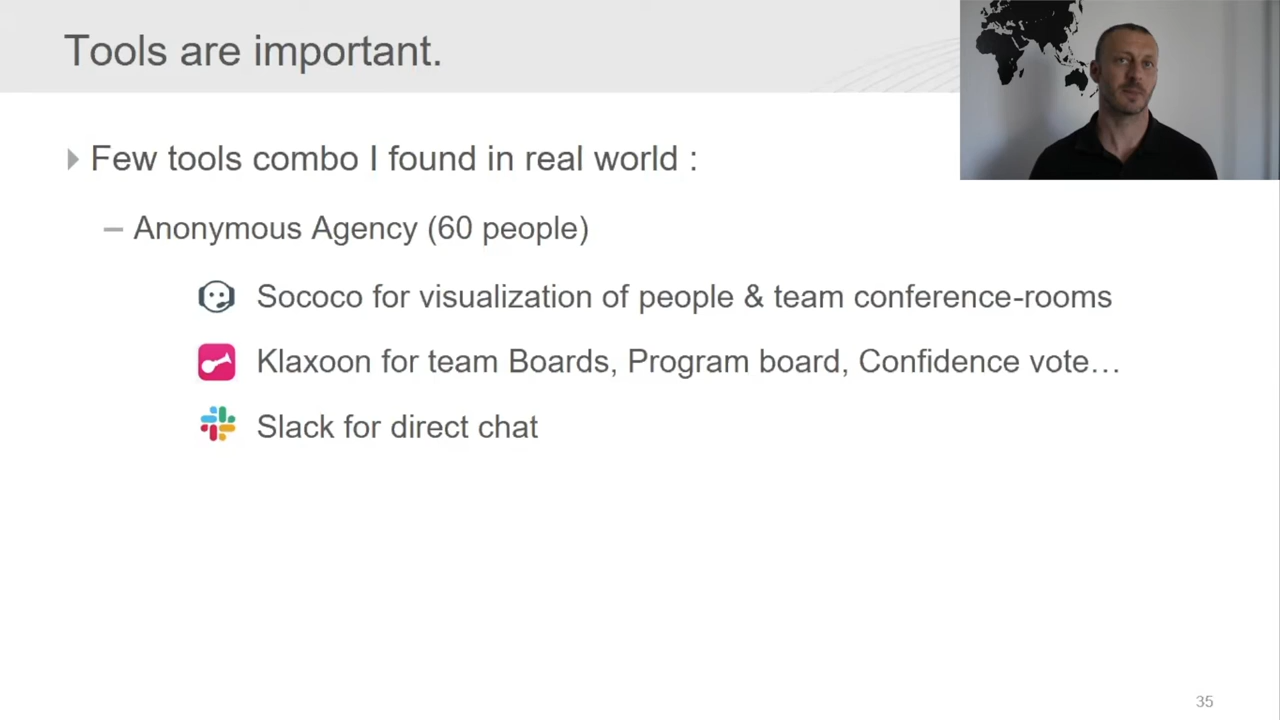 Tools are important.
Few tools combo I found in real world :
Anonymous Agency (60 people)
Sococo for visualization of people & team conference-rooms
Klaxoon for team Boards, Program board, Confidence vote…
Slack for direct chat
35